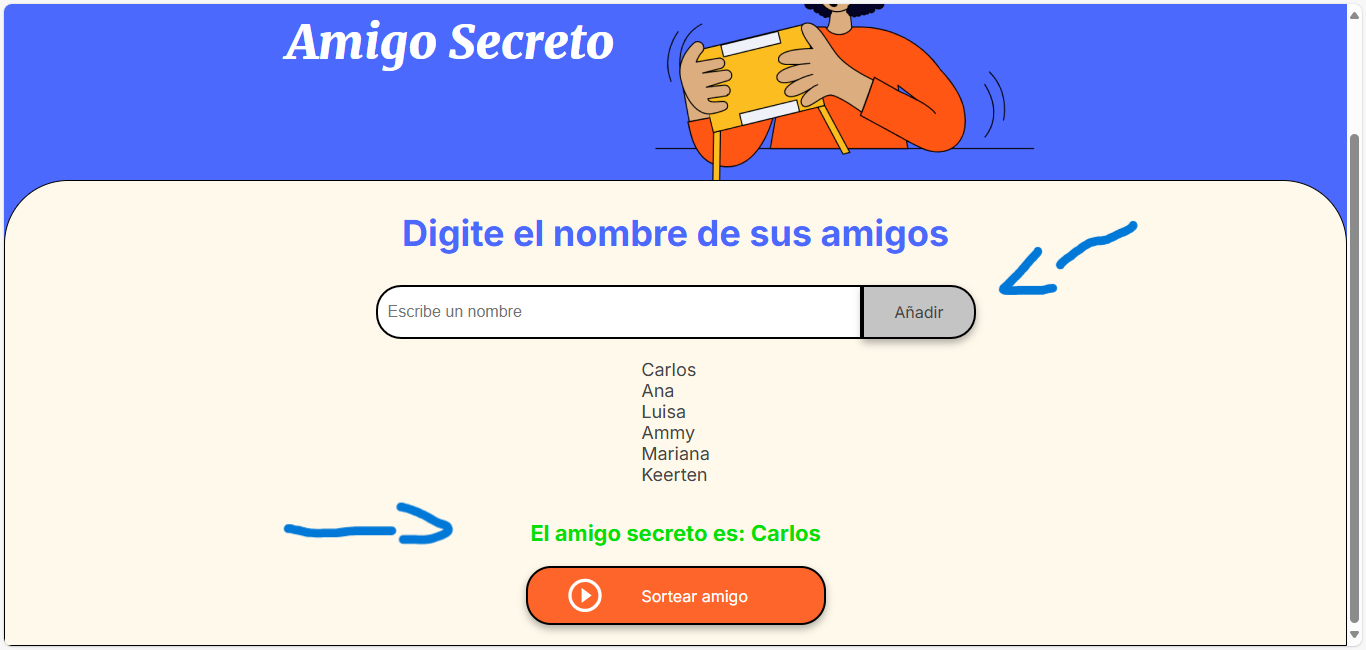 Amigo Secreto
Digite el nombre de sus amigos
Escribe un nombre
Añadir
Carlos
Ana
Luisa
Ammy
Mariana
Keerten
El amigo secreto es: Carlos
Sortear amigo